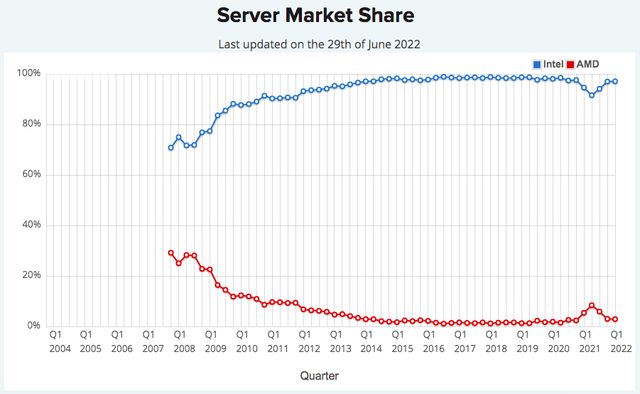 Server Market Share
Last updated on the 29th of June 2022
Intel AMD
100%
80%
60%
40%
20%
0%
Q1 Q1 Q1 Q1 Q1 Q1 Q1 Q1 Q1 Q1 Q1 Q1 Q1 Q1 Q1 Q1 Q1 Q1 Q1
2004 2005 2006 2007 2008 2009 2010 2011 2012 2013 2014 2015 2016 2017 2018 2019 2020 2021 2022
Quarter